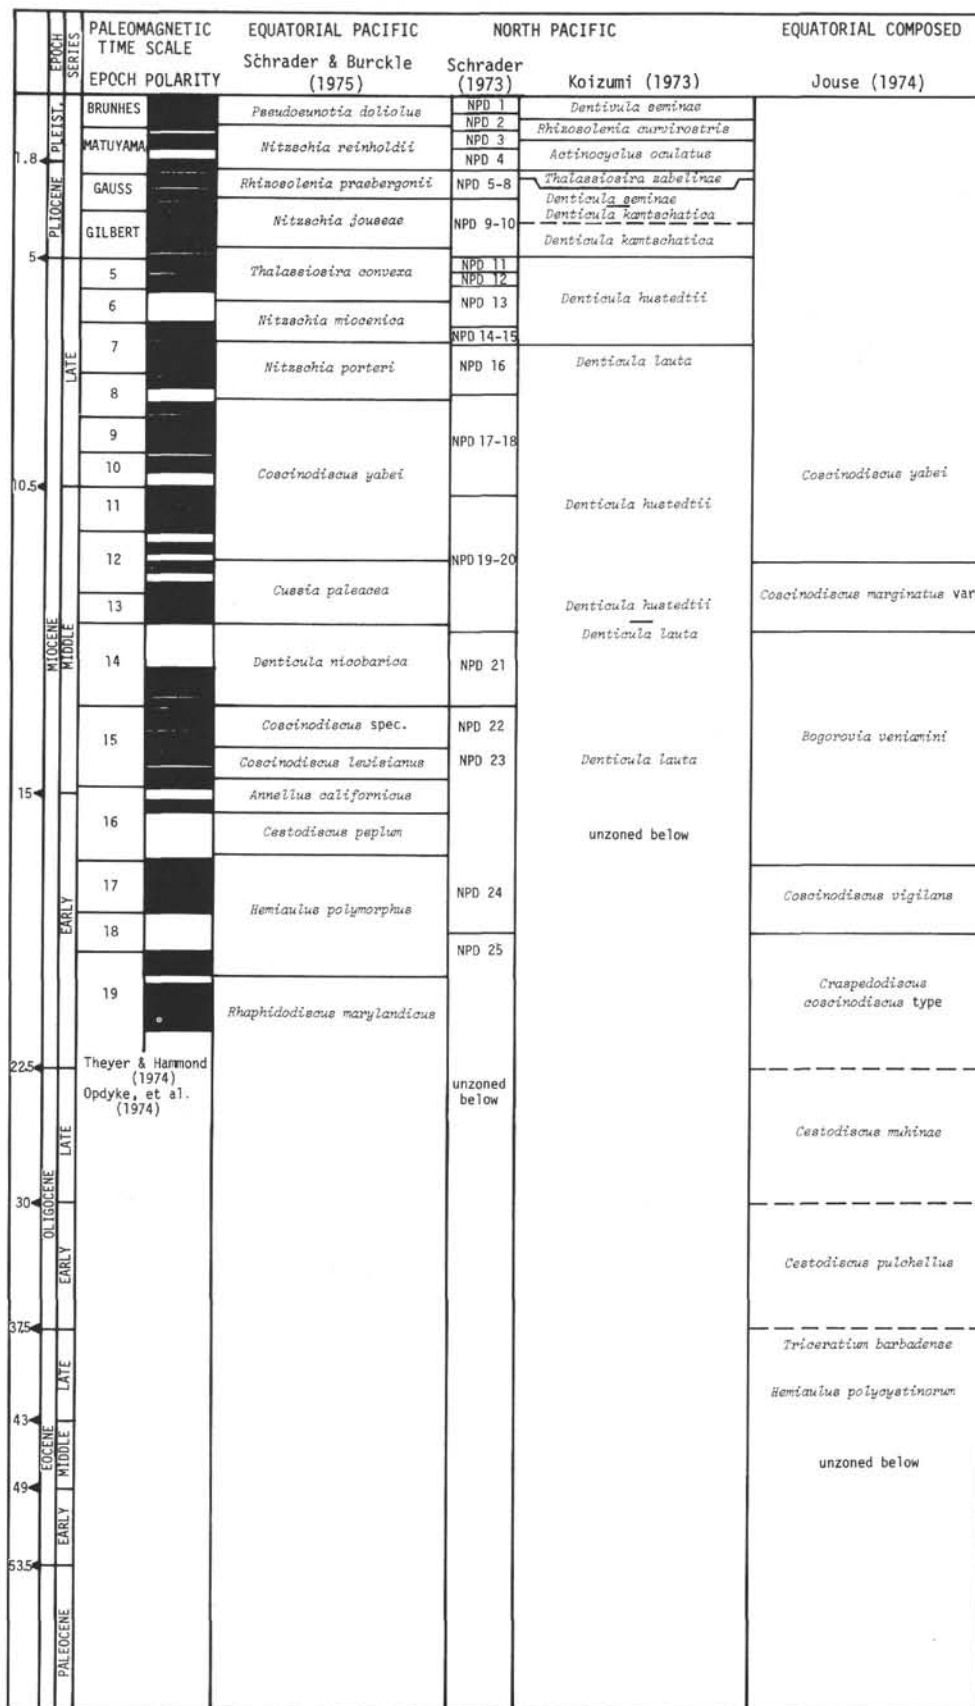 EPOCH
SERIES
PALEOMAGNETIC
TIME SCALE
EPOCH POLARITY
EQUATORIAL PACIFIC
Schrader & Burckle
(1975)
NORTH PACIFIC
Schrader
(1973)
Koizumi (1973)
EQUATORIAL COMPOSED
Jouse (1974)
1.8
5
10.5
15
22.5
30
37.5
43
49
53.5
PLEIST.
PLIOCENE
MIOCENE
OLIGOCENE
EOCENE
PALEOCENE
LATE
MIDDLE
EARLY
LATE
EARLY
LATE
MIDDLE
EARLY
BRUNHES
MATUYAMA
GAUSS
GILBERT
5
6
7
8
9
10
11
12
13
14
15
16
17
18
19
Theyer & Hammond
(1974)
Opdyke, et al.
(1974)
Pseudoeunotia doliolus
Nitzschia reinholdii
Rhizosolenia praebergonii
Nitzschia jouseae
Thalassiosira convexa
Nitzschia miocenica
Nitzschia porteri
Coscinodiscus yabei
Cussia paleacea
Denticula nicobarica
Coscinodiscus spec.
Coscinodiscus lewisianus
Annellus californicus
Cestodiscus peplum
Hemiaulus polymorphus
Rhaphidodiscus marylandicus
NPD 1
NPD 2
NPD 3
NPD 4
NPD 5-8
NPD 9-10
NPD 11
NPD 12
NPD 13
NPD 14-15
NPD 16
NPD 17-18
NPD 19-20
NPD 21
NPD 22
NPD 23
NPD 24
NPD 25
unzoned
below
Dentivula seminae
Rhizosolenia curvirostris
Actinocyclus oculatus
Thalassiosira zabelinae
Denticula seminae
Denticula kamtschatica
Denticula kamtschatica
Denticula hustedtii
Denticula lauta
Denticula hustedtii
Denticula hustedtii
Denticula lauta
Denticula lauta
unzoned below
Coscinodiscus yabei
Coscinodiscus marginatus var
Bogorovia veniamini
Coscinodiscus vigilans
Craspedodiscus
coscinodiscus type
Cestodiscus muhinae
Cestodiscus pulchellus
Triceratium barbadense
Hemiaulus polycystinorum
unzoned below